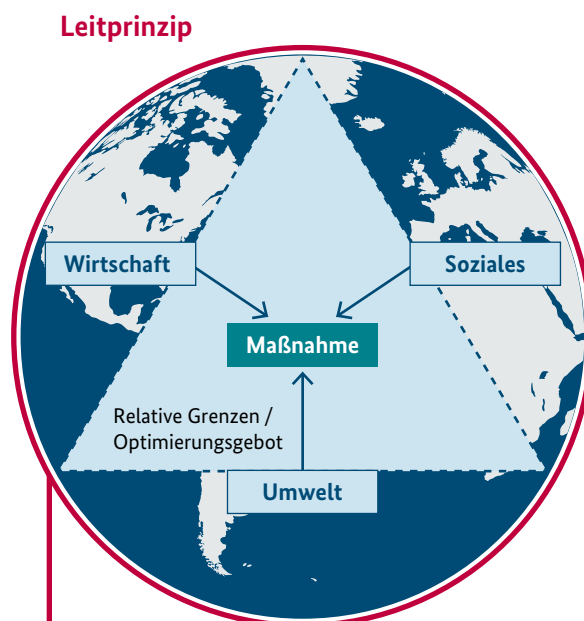 Leitprinzip
Wirtschaft
Soziales
Maßnahme
Relative Grenzen /
Optimierungsgebot
Umwelt